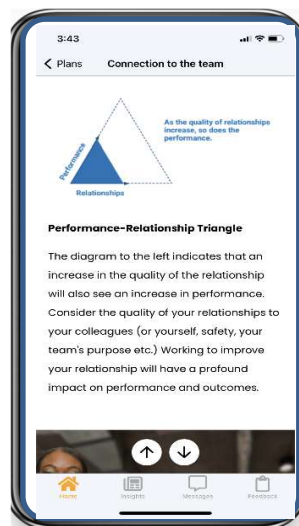 3:43
Plans
Connection to the team
As the quality of relationships
increase, so does the
performance.
Performance
Relationships
Performance-Relationship Triangle
The diagram to the left indicates that an
increase in the quality of the relationship
will also see an increase in performance.
Consider the quality of your relationships to
your colleagues (or yourself, safety, your
team's purpose etc.) Working to improve
your relationship will have a profound
impact on performance and outcomes.
Home
Insights
Messages
Feedback